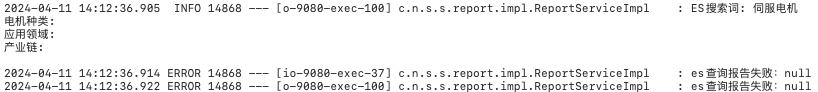 2024-04-11 14:12:36.905  INFO 14868 --- [o-9080-exec-100] c.n.s.s.report.impl.ReportServiceImpl    : ES搜索词: 伺服电机
电机种类:
应用领域:
产业链:
2024-04-11 14:12:36.914 ERROR 14868 --- [io-9080-exec-37] c.n.s.s.report.impl.ReportServiceImpl    : es查询报告失败: null
2024-04-11 14:12:36.922 ERROR 14868 --- [o-9080-exec-100] c.n.s.s.report.impl.ReportServiceImpl    : es查询报告失败: null